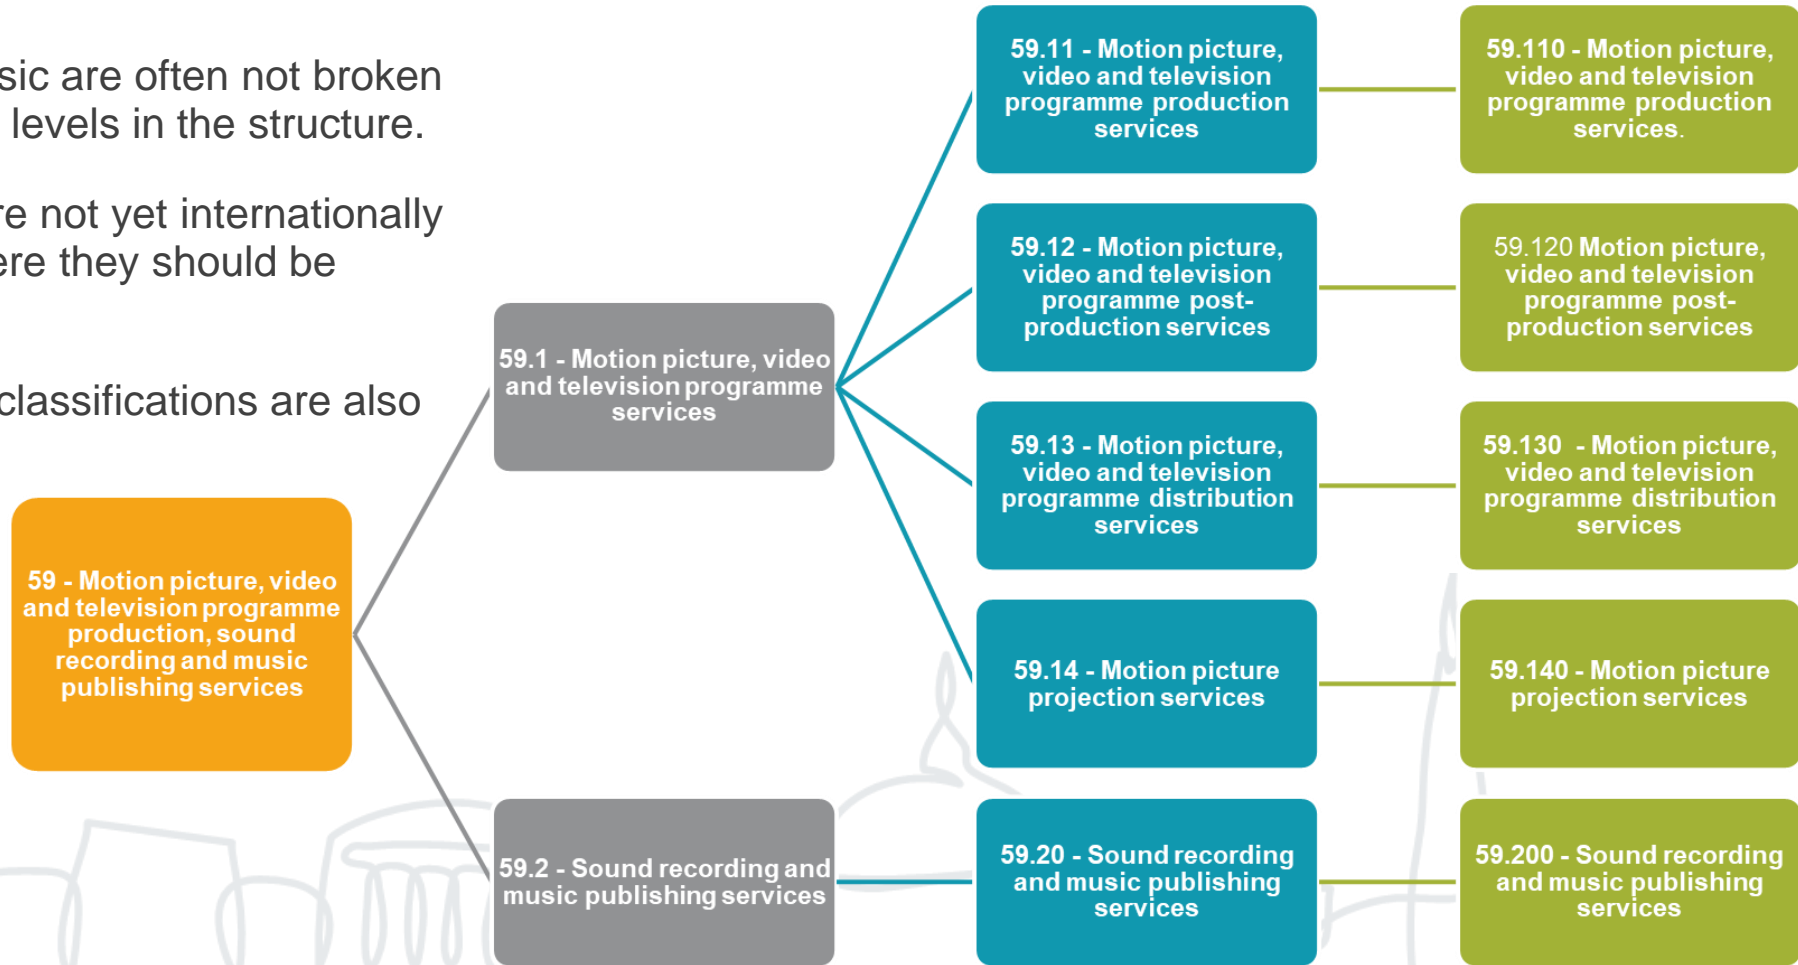 sic are often not broken
levels in the structure.
re not yet internationally
ere they should be
classifications are also
59 - Motion picture, video
and television programme
production, sound
recording and music
publishing services
59.1 - Motion picture, video
and television programme
services
59.2 - Sound recording and
music publishing services
59.11 - Motion picture,
video and television
programme production
services
59.12 - Motion picture,
video and television
programme post-
production services
59.13 - Motion picture,
video and television
programme distribution
services
59.14 - Motion picture
projection services
59.20 - Sound recording
and music publishing
services
59.110 - Motion picture,
video and television
programme production
services.
59.120 Motion picture,
video and television
programme post-
production services
59.130 - Motion picture,
video and television
programme distribution
services
59.140 - Motion picture
projection services
59.200 - Sound recording
and music publishing
services